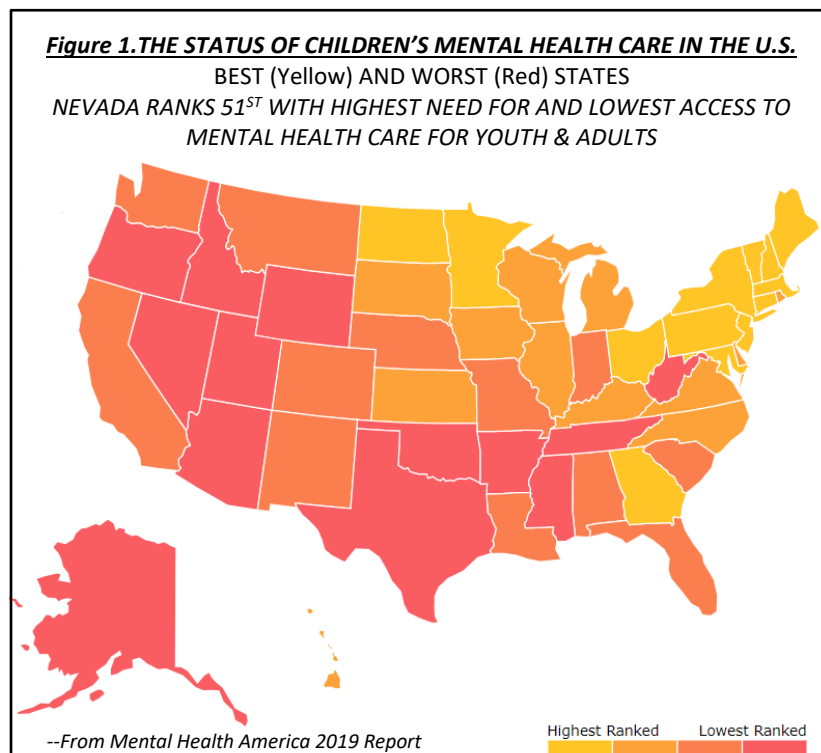 Figure 1.THE STATUS OF CHILDREN'S MENTAL HEALTH CARE IN THE U.S.
BEST (Yellow) AND WORST (Red) STATES
NEVADA RANKS 51ST WITH HIGHEST NEED FOR AND LOWEST ACCESS TO
MENTAL HEALTH CARE FOR YOUTH & ADULTS
--From Mental Health America 2019 Report
Highest Ranked Lowest Ranked